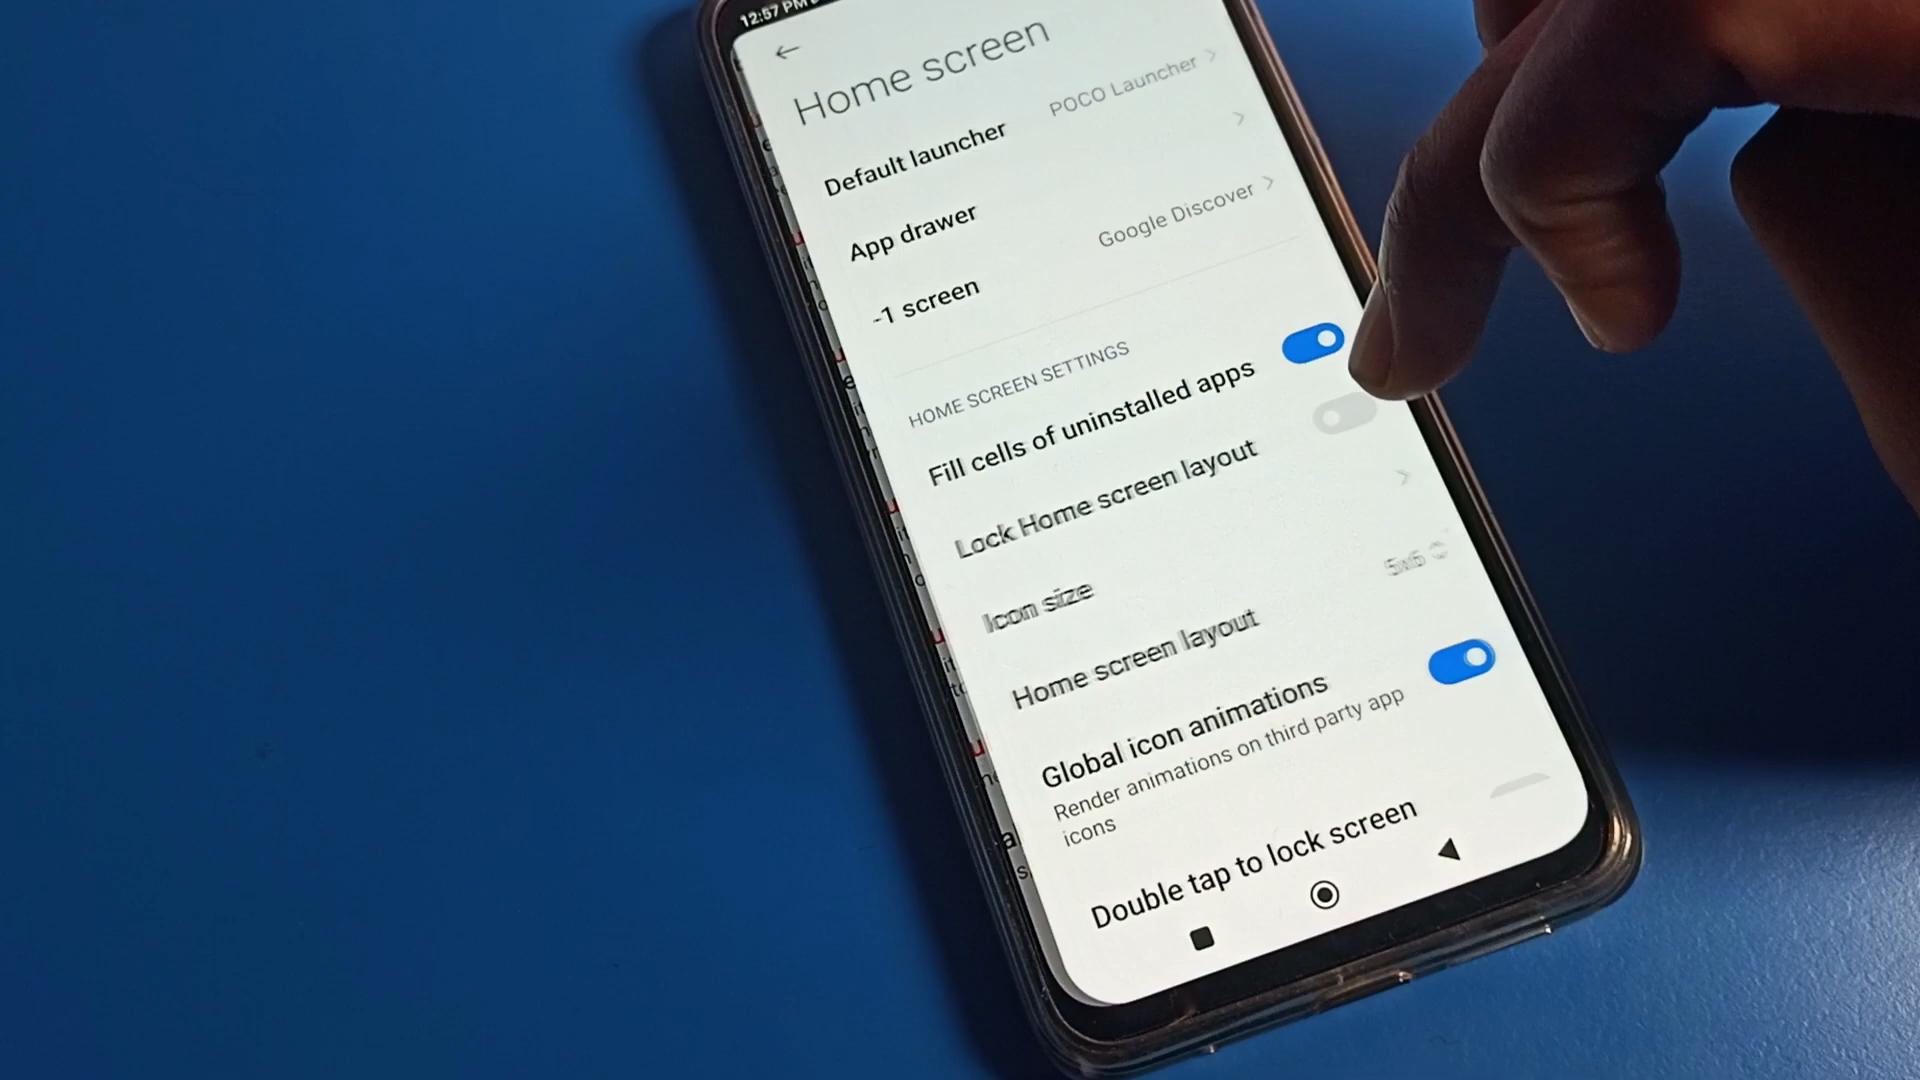 12:57 PM
Home screen
Default launcher POCO Launcher
App drawer
-1 screen Google Discover
HOME SCREEN SETTINGS
Fill cells of uninstalled apps
Lock Home screen layout
Icon size
Home screen layout 5x6
Global icon animations
Render animations on third party app
icons
Double tap to lock screen